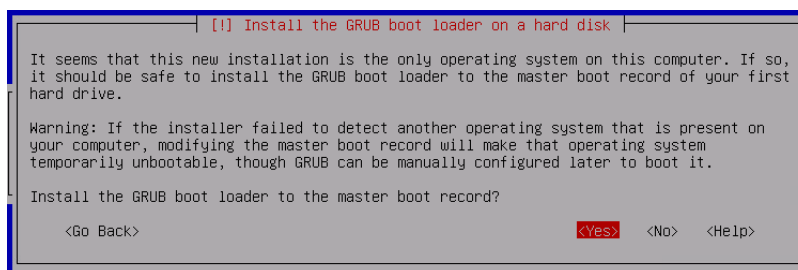 [!] Install the GRUB boot loader on a hard disk
It seems that this new installation is the only operating system on this computer. If so,
it should be safe to install the GRUB boot loader to the master boot record of your first
hard drive.
Warning: If the installer failed to detect another operating system that is present on
your computer, modifying the master boot record will make that operating system
temporarily unbootable, though GRUB can be manually configured later to boot it.
Install the GRUB boot loader to the master boot record?
<Go Back> <Yes> <No> <Help>